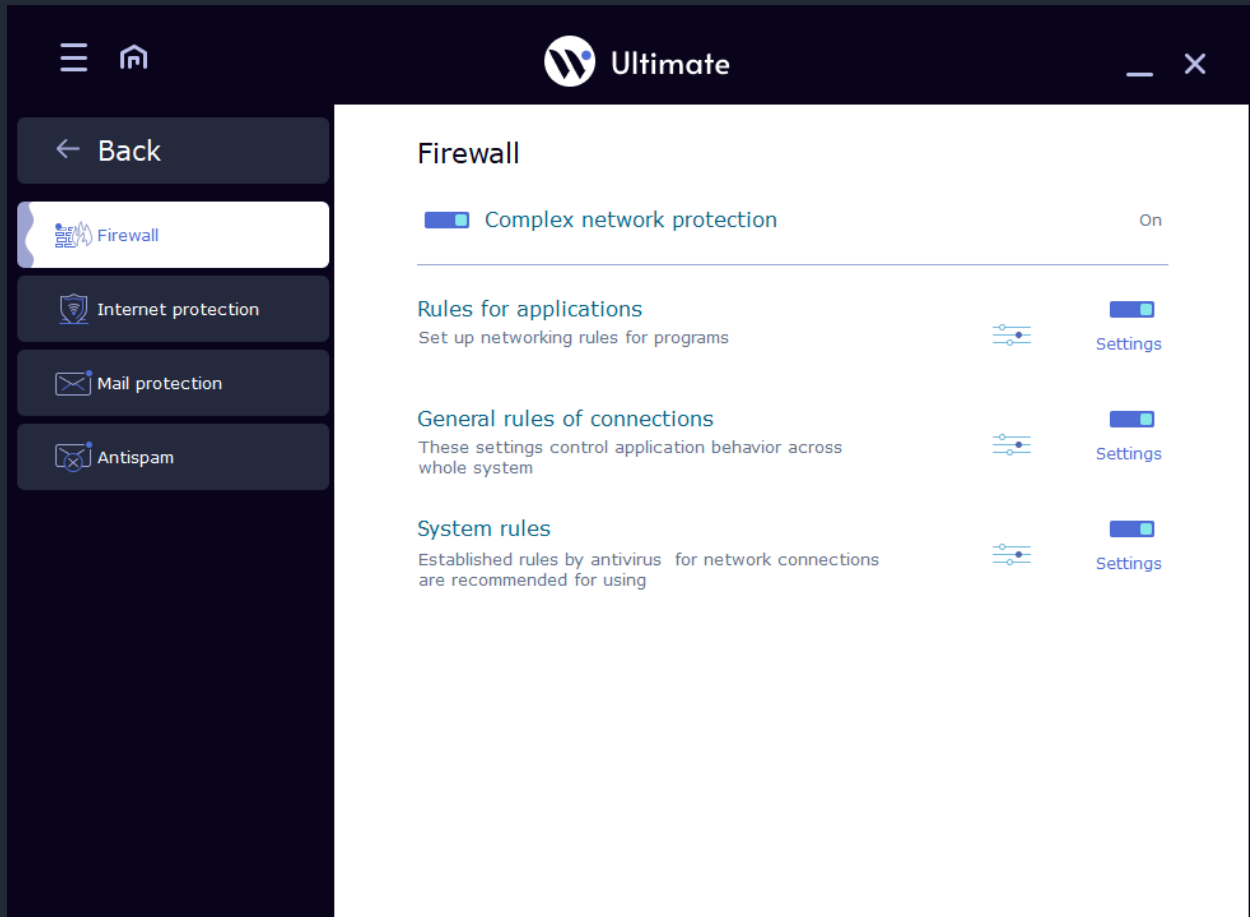 Ultimate
Back
Firewall
Internet protection
Mail protection
Antispam
Firewall
Complex network protection
On
Rules for applications
Set up networking rules for programs
Settings
General rules of connections
These settings control application behavior across
whole system
Settings
System rules
Established rules by antivirus  for network connections
are recommended for using
Settings